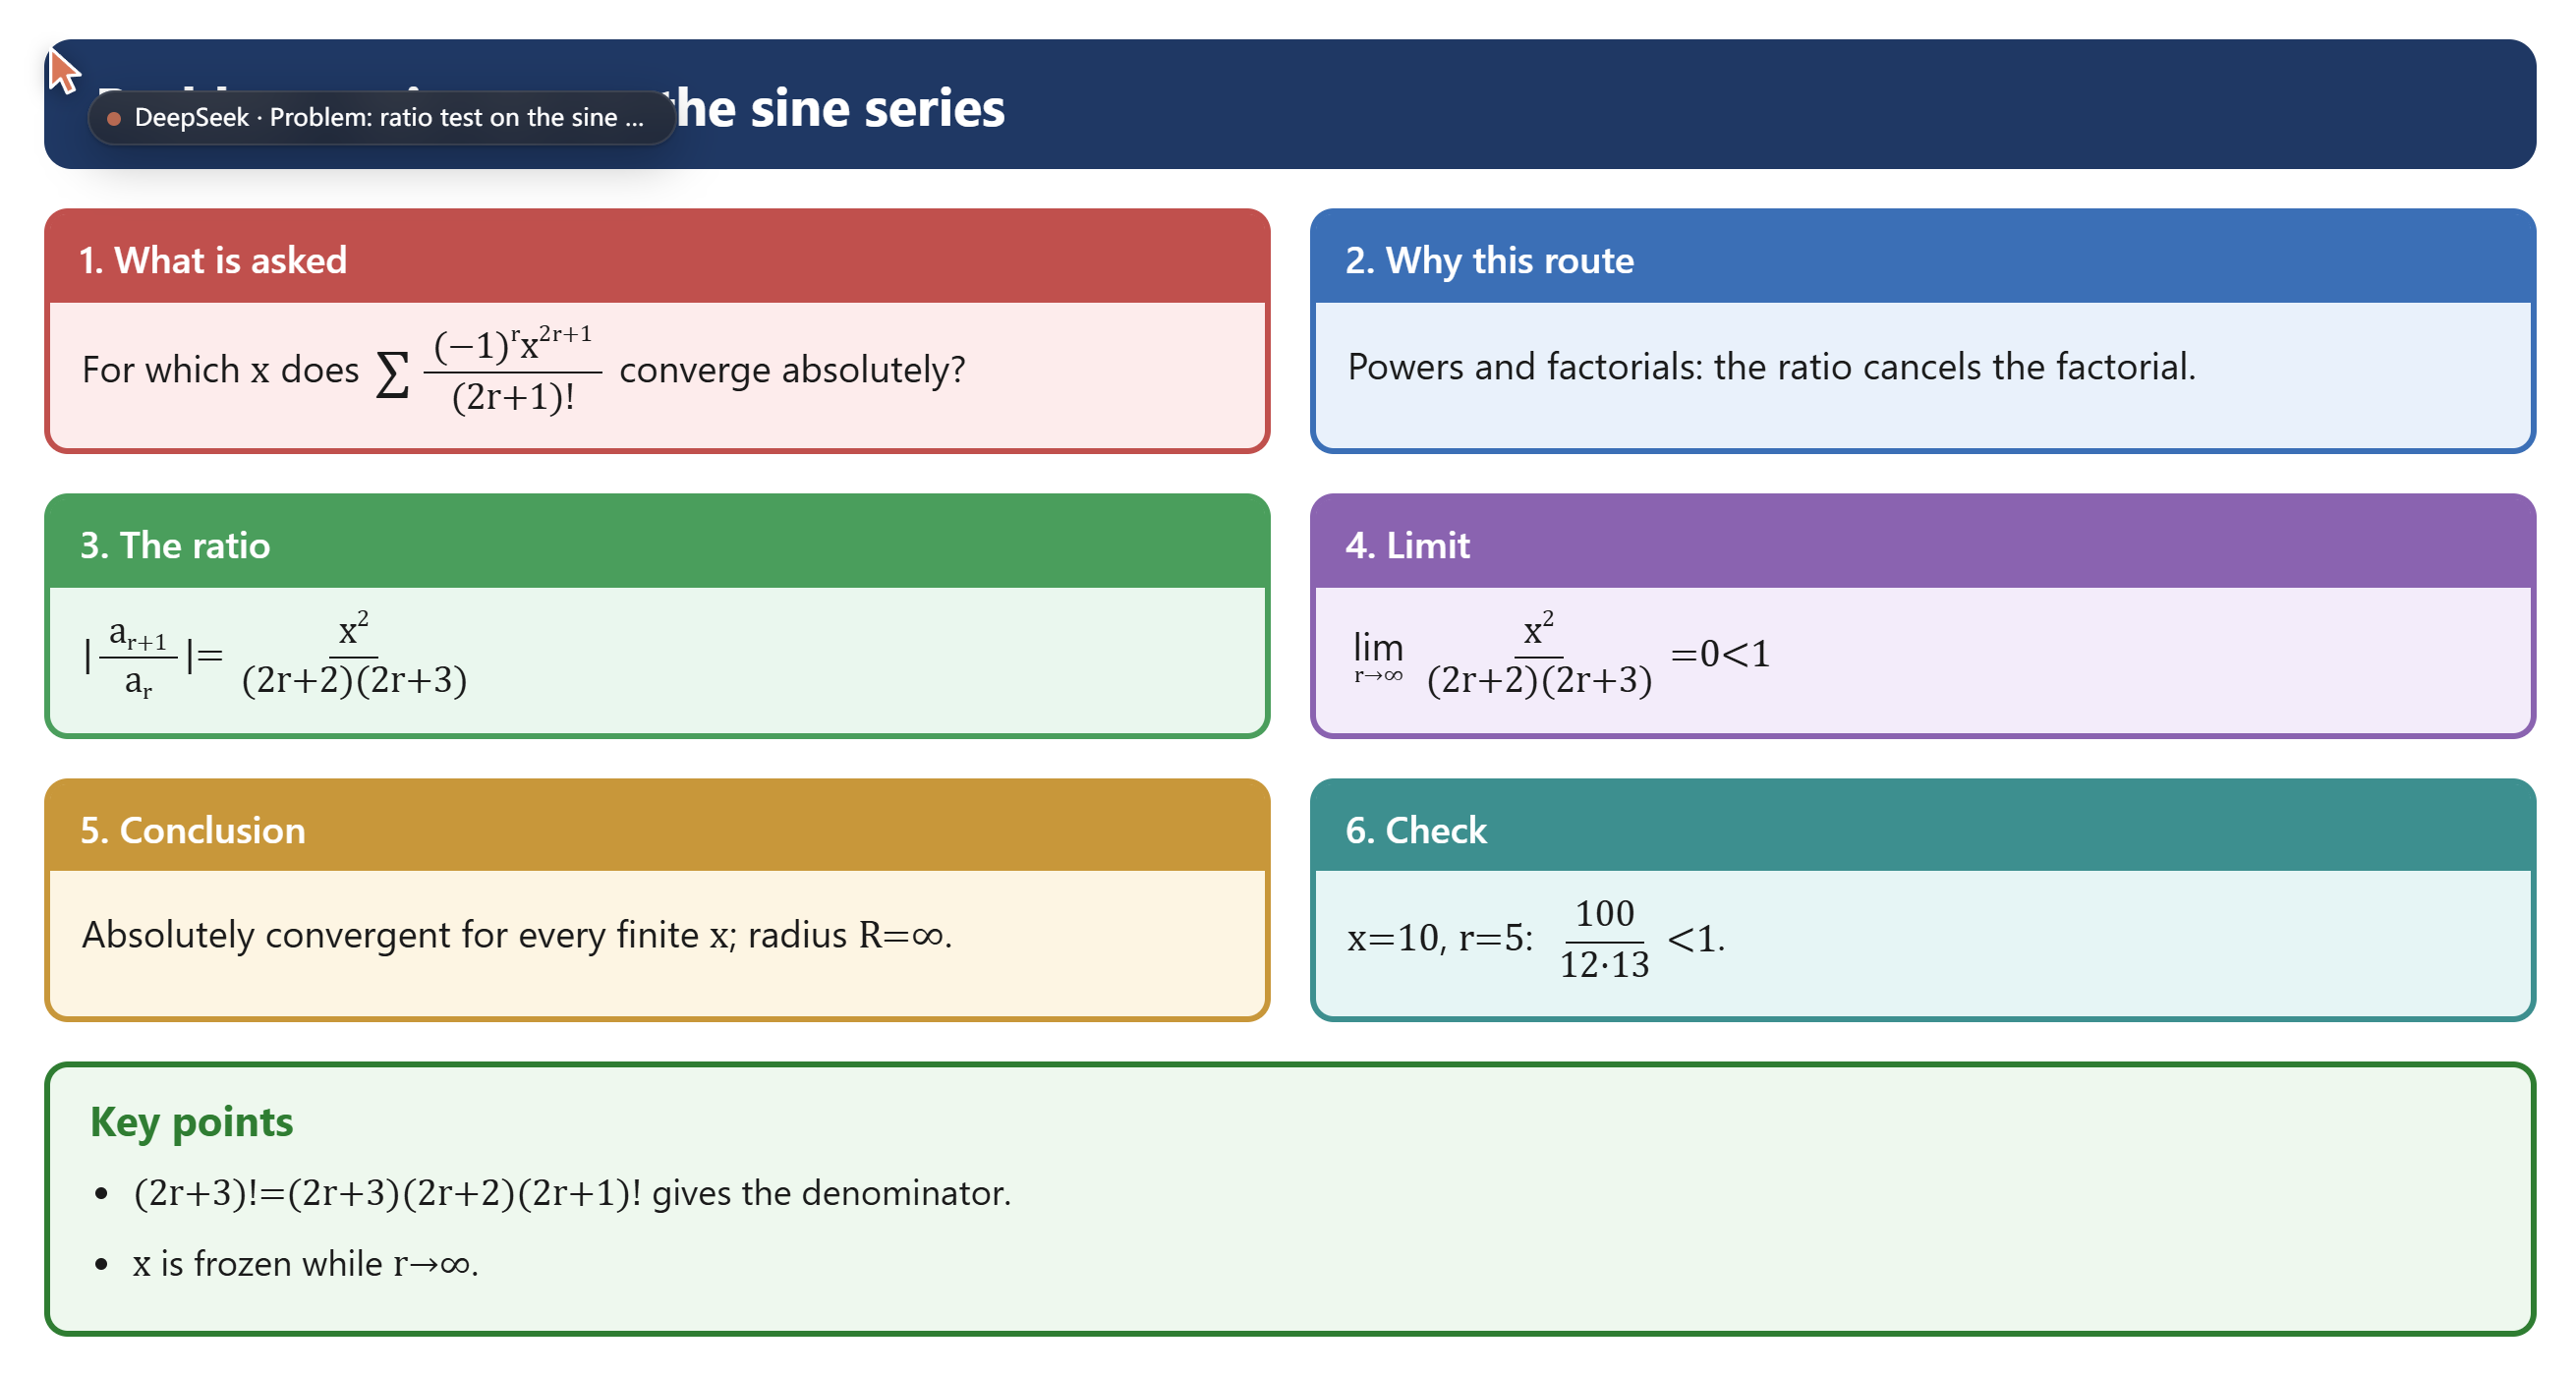 the sine series
DeepSeek · Problem: ratio test on the sine ...
1. What is asked
For which x does ∑ (−1)^r x^(2r+1) / (2r+1)! converge absolutely?
2. Why this route
Powers and factorials: the ratio cancels the factorial.
3. The ratio
|a_(r+1) / a_r|= x^2 / (2r+2)(2r+3)
4. Limit
lim r→∞ x^2 / (2r+2)(2r+3) =0<1
5. Conclusion
Absolutely convergent for every finite x; radius R=∞.
6. Check
x=10, r=5: 100 / 12·13 <1.
Key points
• (2r+3)!=(2r+3)(2r+2)(2r+1)! gives the denominator.
• x is frozen while r→∞.